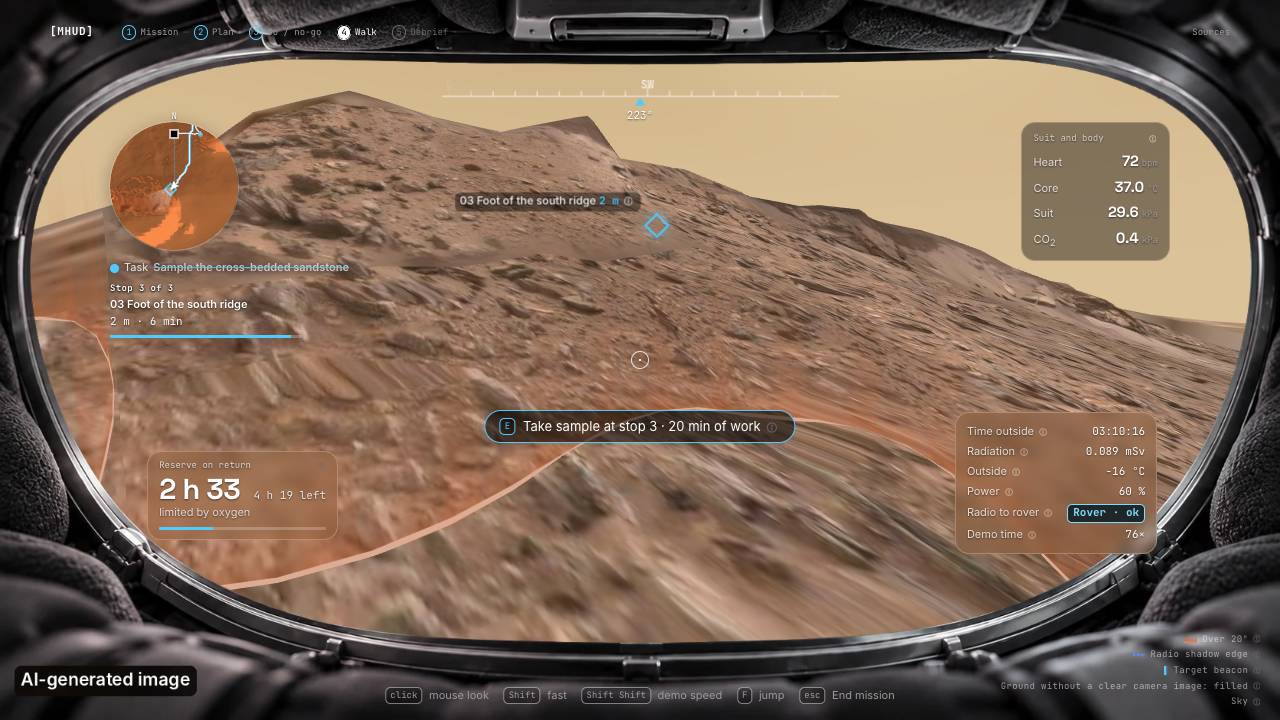 [MHUD]
1 Mission
2 Plan
/ no-go
4 Walk
5 Debrief
Sources
SW
223°
N
Suit and body
Heart 72 bpm
Core 37.0 °C
Suit 29.6 kPa
CO2 0.4 kPa
03 Foot of the south ridge 2 m
Task Sample the cross-bedded sandstone
Stop 3 of 3
03 Foot of the south ridge
2 m · 6 min
E Take sample at stop 3 · 20 min of work
Reserve on return
2 h 33 4 h 19 left
limited by oxygen
Time outside 03:10:16
Radiation 0.089 mSv
Outside -16 °C
Power 60 %
Radio to rover Rover · ok
Demo time 76×
Over 20°
Radio shadow edge
Target beacon
Ground without a clear camera image: filled
Sky
AI-generated image
click mouse look Shift fast Shift Shift demo speed F jump esc End mission